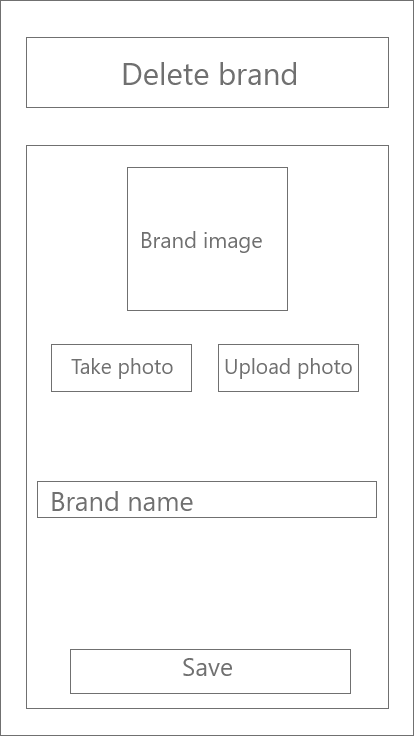 Delete brand
Brand image
Take photo
Upload photo
Brand name
Save